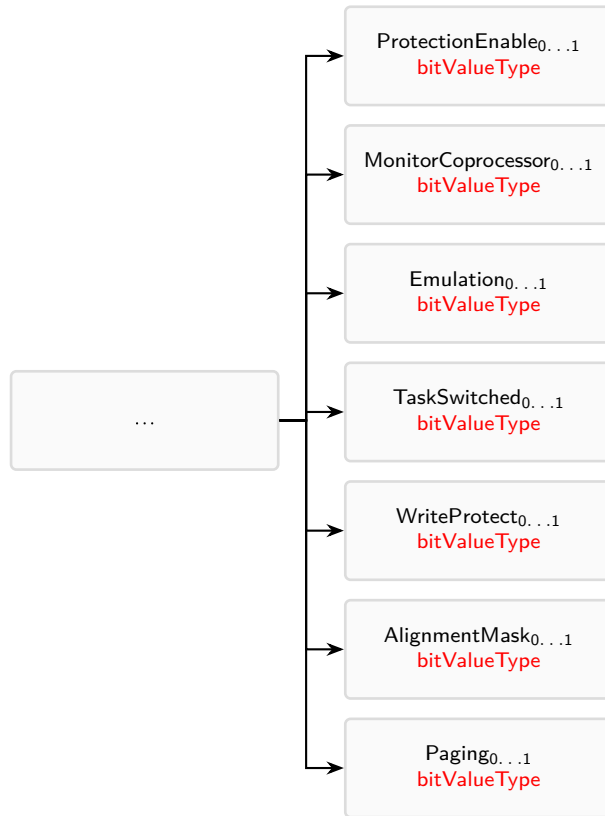 ProtectionEnable0...1
bitValueType
MonitorCoprocessor0...1
bitValueType
Emulation0...1
bitValueType
...
TaskSwitched0...1
bitValueType
WriteProtect0...1
bitValueType
AlignmentMask0...1
bitValueType
Paging0...1
bitValueType